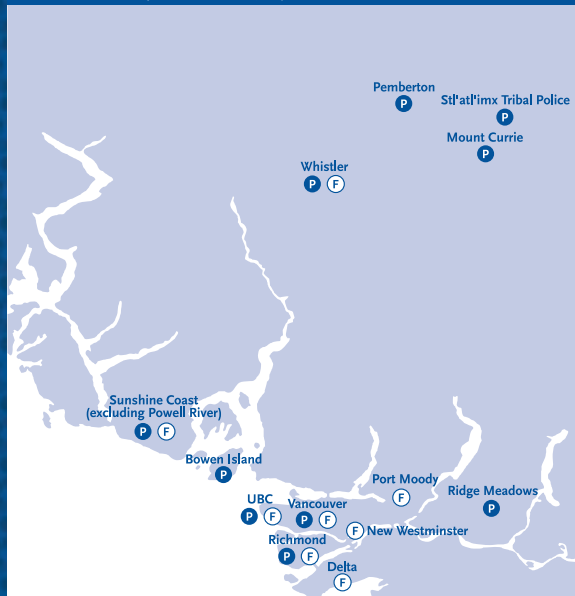 Pemberton
P
Stl'atl'imx Tribal Police
P
Mount Currie
P
Whistler
P F
Sunshine Coast
(excluding Powell River)
P F
Bowen Island
P
Port Moody
F
Ridge Meadows
P
UBC
P F
Vancouver
P F
F New Westminster
Richmond
P F
Delta
F